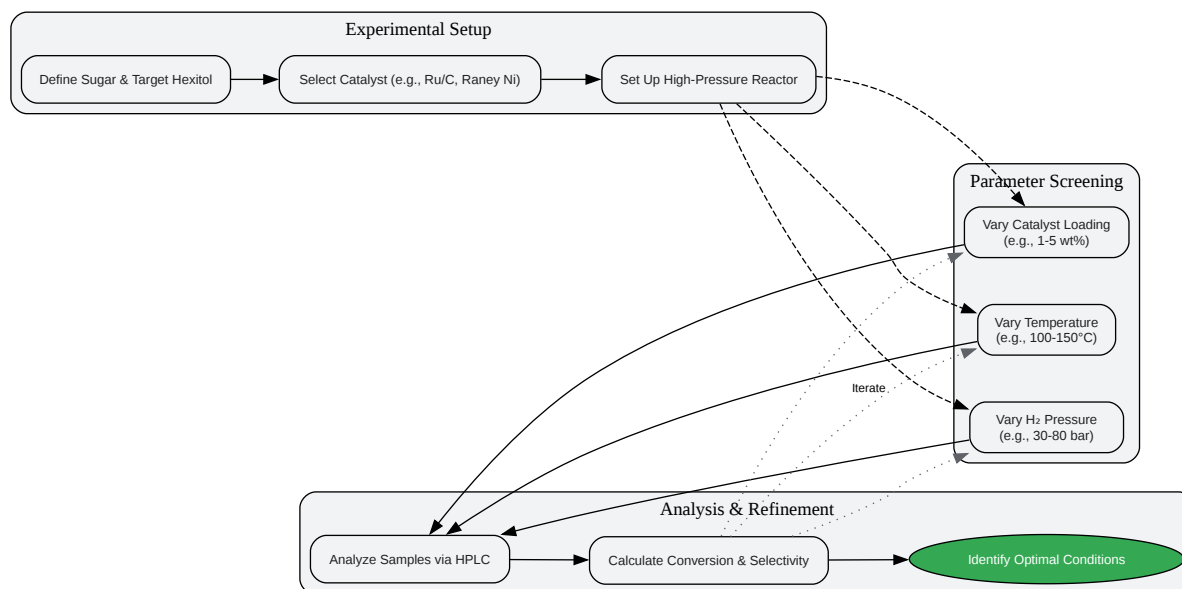 Experimental Setup
Define Sugar & Target Hexitol
Select Catalyst (e.g., Ru/C, Raney Ni)
Set Up High-Pressure Reactor
Parameter Screening
Vary Catalyst Loading
(e.g., 1-5 wt%)
Vary Temperature
(e.g., 100-150°C)
Iterate
Vary H₂ Pressure
(e.g., 30-80 bar)
Analysis & Refinement
Analyze Samples via HPLC
Calculate Conversion & Selectivity
Identify Optimal Conditions